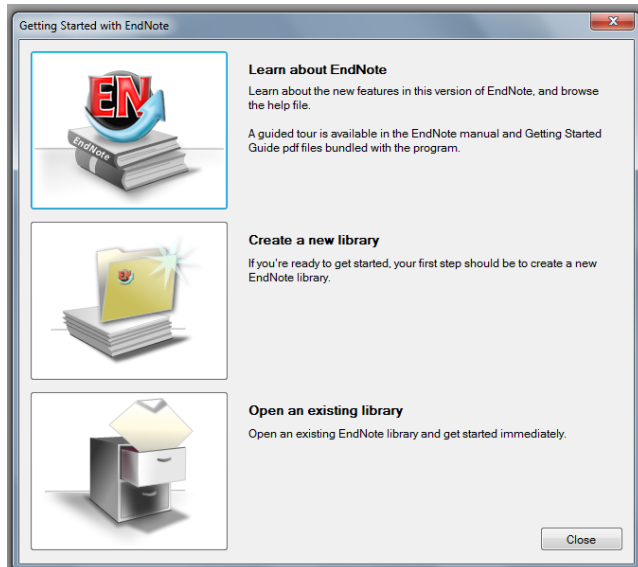 Getting Started with EndNote
EN
EndNote
Learn about EndNote
Learn about the new features in this version of EndNote, and browse
the help file.
A guided tour is available in the EndNote manual and Getting Started
Guide pdf files bundled with the program.
EN
Create a new library
If you're ready to get started, your first step should be to create a new
EndNote library.
Open an existing library
Open an existing EndNote library and get started immediately.
Close